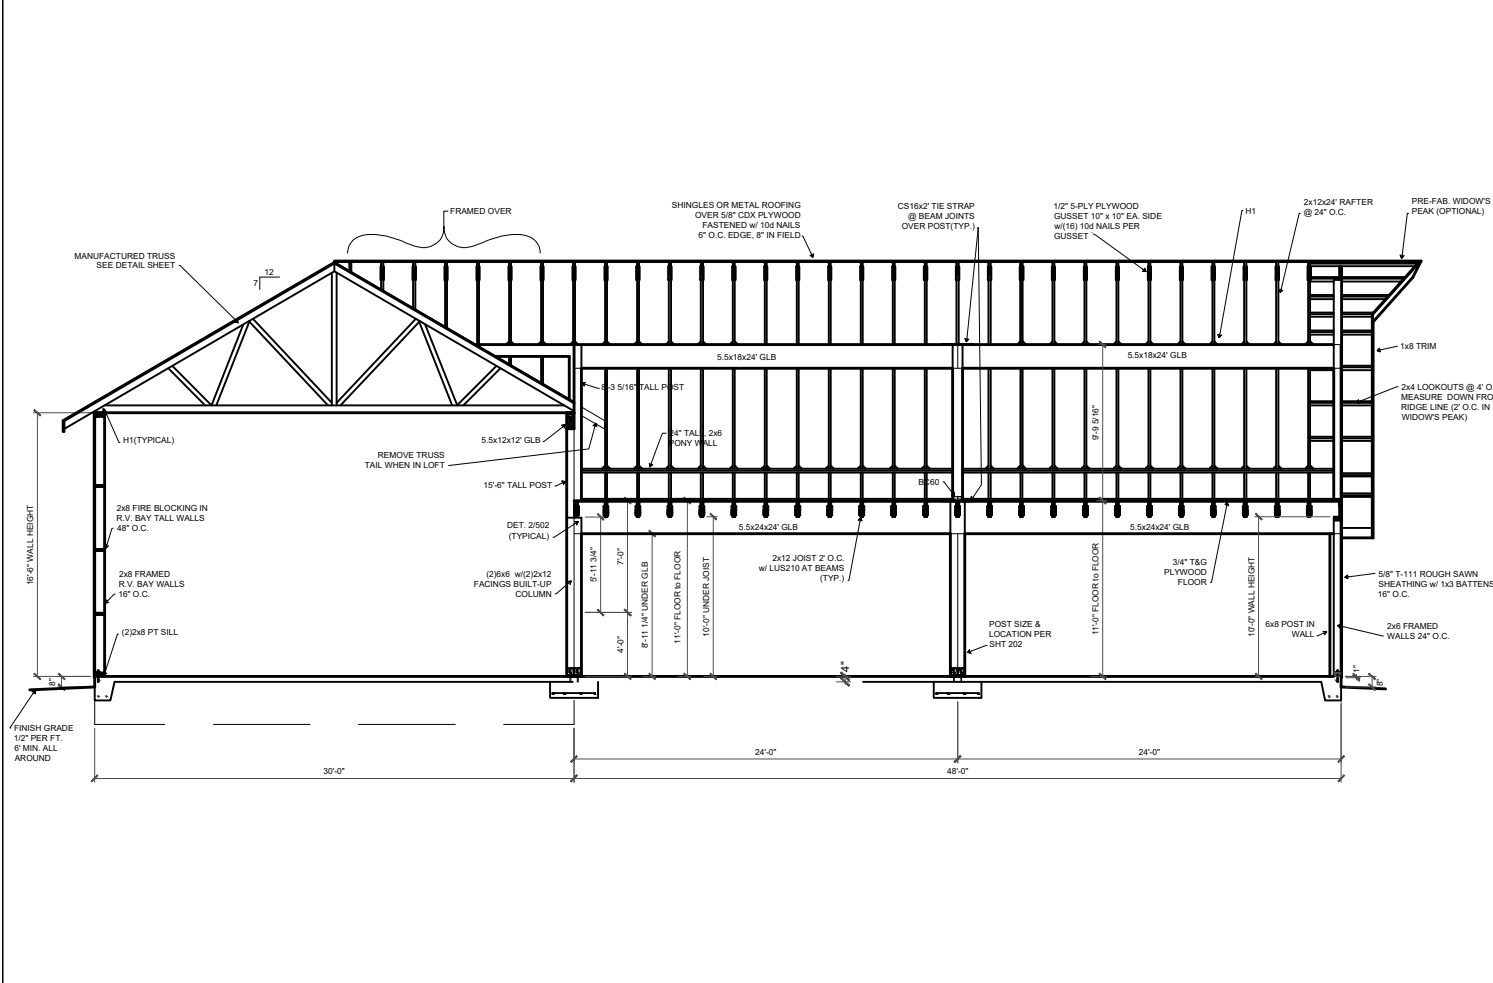 FRAMED OVER
SHINGLES OR METAL ROOFING
OVER 5/8" CDX PLYWOOD
FASTENED w/ 10d NAILS
6" O.C. EDGE, 8" IN FIELD
CS16x2' TIE STRAP
@ BEAM JOINTS
OVER POST(TYP.)
1/2" 5-PLY PLYWOOD
GUSSET 10" x 10" EA. SIDE
w/(16) 10d NAILS PER
GUSSET
H1
2x12x24' RAFTER
@ 24" O.C.
PRE-FAB. WIDOW'S
PEAK (OPTIONAL)
MANUFACTURED TRUSS
SEE DETAIL SHEET
12
7
5.5x18x24' GLB
5.5x18x24' GLB
1x8 TRIM
2x4 LOOKOUTS @ 4' O
MEASURE DOWN FRO
RIDGE LINE (2' O.C. IN
WIDOW'S PEAK)
3 5/16" TALL POST
9'-9 5/16"
H1(TYPICAL)
5.5x12x12' GLB
24" TALL, 2x6
PONY WALL
REMOVE TRUSS
TAIL WHEN IN LOFT
15'-6" TALL POST
BC60
16'-6" WALL HEIGHT
2x8 FIRE BLOCKING IN
R.V. BAY TALL WALLS
48" O.C.
DET. 2/502
(TYPICAL)
5.5x24x24' GLB
5.5x24x24' GLB
2x8 FRAMED
R.V. BAY WALLS
16" O.C.
(2)6x6 w/(2)2x12
FACINGS BUILT-UP
COLUMN
5'-11 3/4"
7'-0"
4'-0"
8'-11 1/4" UNDER GLB
11'-0" FLOOR to FLOOR
10'-0" UNDER JOIST
2x12 JOIST 2' O.C.
w/ LUS210 AT BEAMS
(TYP.)
11'-0" FLOOR to FLOOR
3/4" T&G
PLYWOOD
FLOOR
10'-0" WALL HEIGHT
5/8" T-111 ROUGH SAWN
SHEATHING w/ 1x3 BATTENS
16" O.C.
(2)2x8 PT SILL
POST SIZE &
LOCATION PER
SHT 202
6x8 POST IN
WALL
2x6 FRAMED
WALLS 24" O.C.
8"
4"
1"
8"
FINISH GRADE
1/2" PER FT.
6' MIN. ALL
AROUND
24'-0"
24'-0"
30'-0"
48'-0"